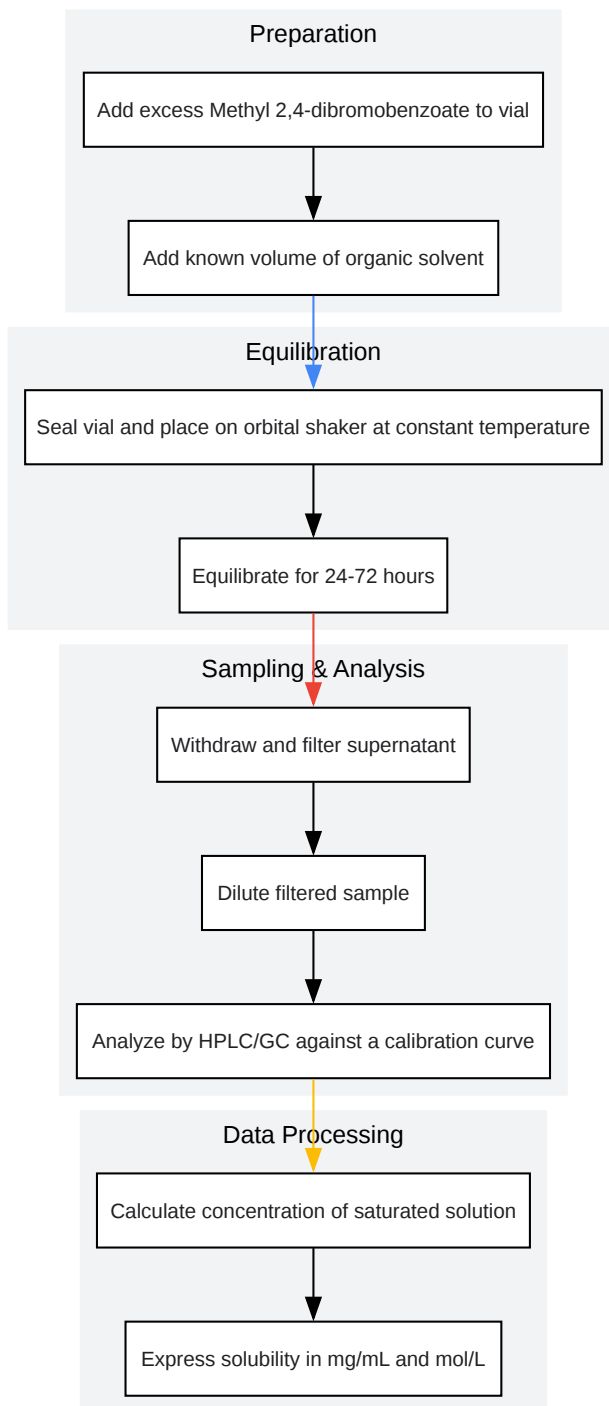 Preparation
Add excess Methyl 2,4-dibromobenzoate to vial
Add known volume of organic solvent
Equilibration
Seal vial and place on orbital shaker at constant temperature
Equilibrate for 24-72 hours
Sampling & Analysis
Withdraw and filter supernatant
Dilute filtered sample
Analyze by HPLC/GC against a calibration curve
Data Processing
Calculate concentration of saturated solution
Express solubility in mg/mL and mol/L